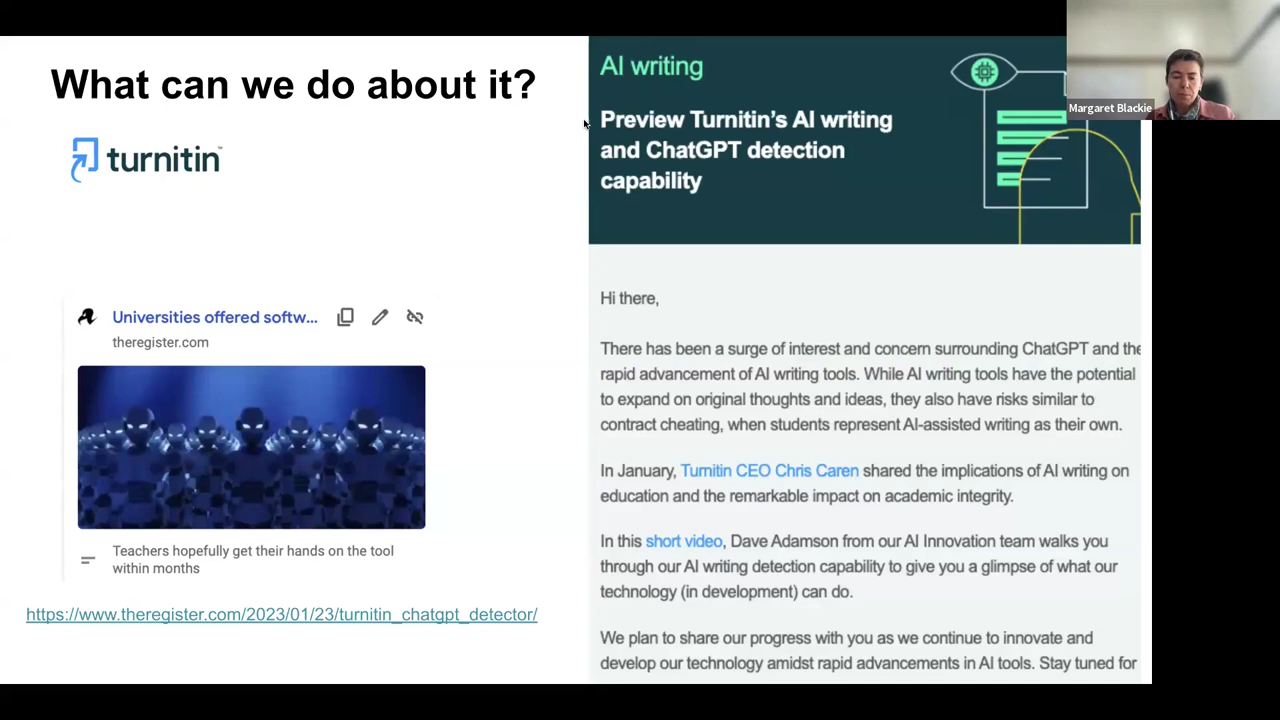 What can we do about it?
turnitin™
Universities offered softw...
theregister.com
Teachers hopefully get their hands on the tool
within months
https://www.theregister.com/2023/01/23/turnitin_chatgpt_detector/
AI writing
Preview Turnitin's AI writing
and ChatGPT detection
capability
Hi there,
There has been a surge of interest and concern surrounding ChatGPT and the
rapid advancement of AI writing tools. While AI writing tools have the potential
to expand on original thoughts and ideas, they also have risks similar to
contract cheating, when students represent AI-assisted writing as their own.
In January, Turnitin CEO Chris Caren shared the implications of AI writing on
education and the remarkable impact on academic integrity.
In this short video, Dave Adamson from our AI Innovation team walks you
through our AI writing detection capability to give you a glimpse of what our
technology (in development) can do.
We plan to share our progress with you as we continue to innovate and
develop our technology amidst rapid advancements in AI tools. Stay tuned for
Margaret Blackie